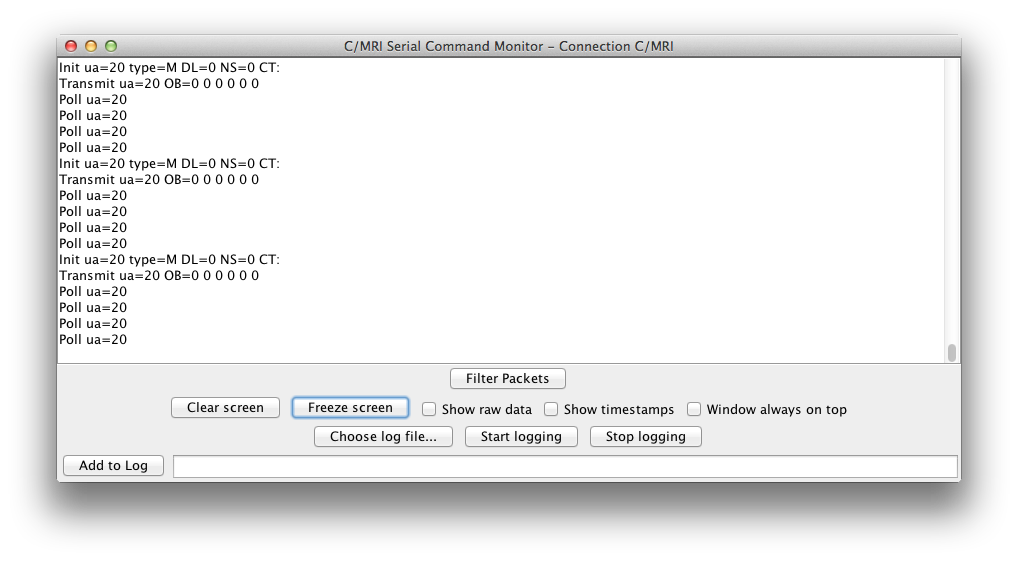 C/MRI Serial Command Monitor - Connection C/MRI
Init ua=20 type=M DL=0 NS=0 CT:
Transmit ua=20 OB=0 0 0 0 0 0
Poll ua=20
Poll ua=20
Poll ua=20
Poll ua=20
Init ua=20 type=M DL=0 NS=0 CT:
Transmit ua=20 OB=0 0 0 0 0 0
Poll ua=20
Poll ua=20
Poll ua=20
Poll ua=20
Init ua=20 type=M DL=0 NS=0 CT:
Transmit ua=20 OB=0 0 0 0 0 0
Poll ua=20
Poll ua=20
Poll ua=20
Poll ua=20
Filter Packets
Clear screen Freeze screen Show raw data Show timestamps Window always on top
Choose log file... Start logging Stop logging
Add to Log